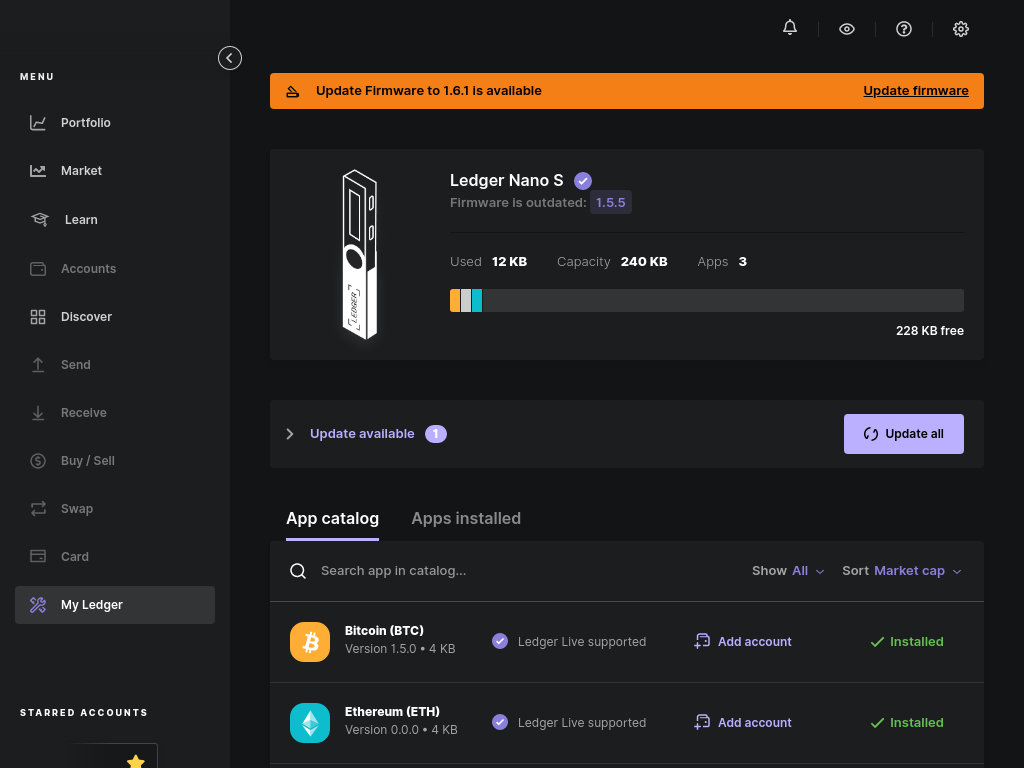 MENU
Portfolio
Market
Learn
Accounts
Discover
Send
Receive
Buy / Sell
Swap
Card
My Ledger
STARRED ACCOUNTS
Update Firmware to 1.6.1 is available
Update firmware
LEDGER
Ledger Nano S
Firmware is outdated: 1.5.5
Used 12 KB Capacity 240 KB Apps 3
228 KB free
Update available 1
Update all
App catalog Apps installed
Search app in catalog...
Show All Sort Market cap
Bitcoin (BTC)
Version 1.5.0 • 4 KB
Ledger Live supported
Add account
Installed
Ethereum (ETH)
Version 0.0.0 • 4 KB
Ledger Live supported
Add account
Installed